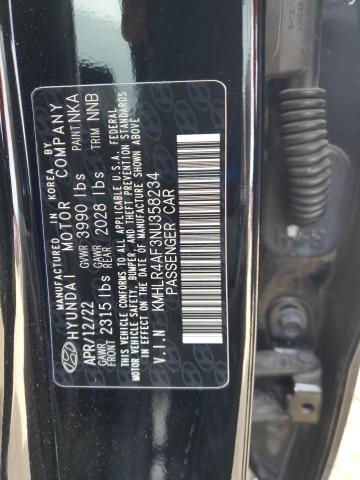 MANUFACTURED IN KOREA BY
HYUNDAI MOTOR COMPANY
APR/12/22 GVWR 3990 lbs PAINT NKA
GAWR FRONT 2315 lbs GAWR REAR 2028 lbs TRIM NNB
THIS VEHICLE CONFORMS TO ALL APPLICABLE U.S.A. FEDERAL
MOTOR VEHICLE SAFETY, BUMPER, AND THEFT PREVENTION STANDARDS
IN EFFECT ON THE DATE OF MANUFACTURE SHOWN ABOVE.
V.I.N KMHLR4AF3NU358234
PASSENGER CAR